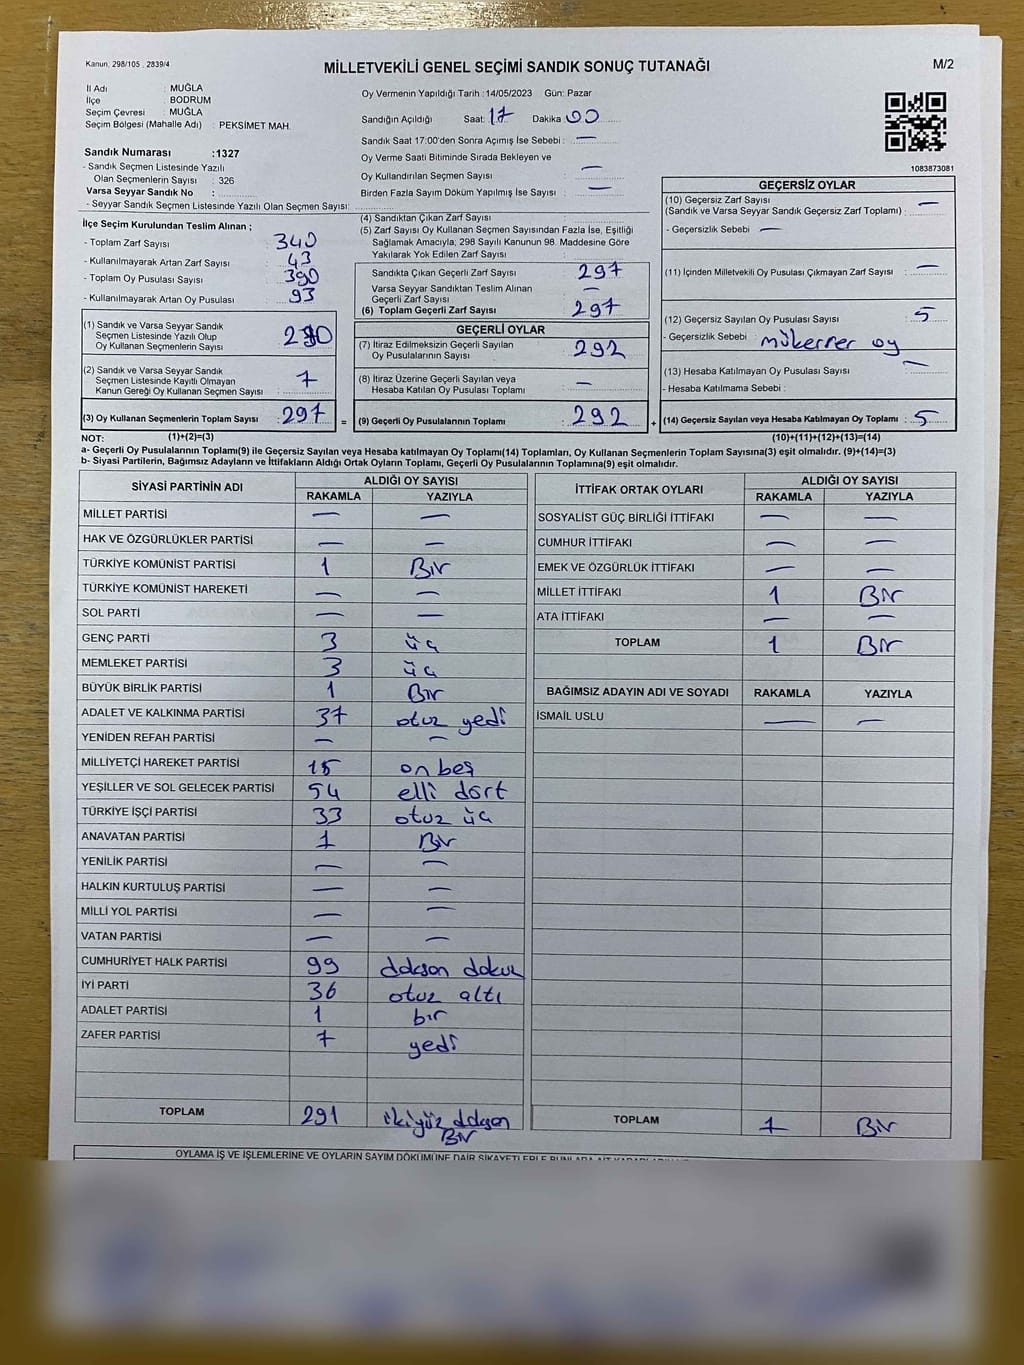 Kanun, 298/105 , 2839/4
MİLLETVEKİLİ GENEL SEÇİMİ SANDIK SONUÇ TUTANAĞI
M/2
İl Adı : MUĞLA
İlçe : BODRUM
Seçim Çevresi : MUĞLA
Seçim Bölgesi (Mahalle Adı) : PEKSİMET MAH.
Sandık Numarası :1327
- Sandık Seçmen Listesinde Yazılı
Olan Seçmenlerin Sayısı : 326
Varsa Seyyar Sandık No :
- Seyyar Sandık Seçmen Listesinde Yazılı Olan Seçmen Sayısı:
Oy Vermenin Yapıldığı Tarih :14/05/2023 Gün: Pazar
Sandığın Açıldığı Saat: 17 Dakika 00
Sandık Saat 17:00'den Sonra Açımış İse Sebebi : —
Oy Verme Saati Bitiminde Sırada Bekleyen ve
Oy Kullandırılan Seçmen Sayısı : —
Birden Fazla Sayım Döküm Yapılmış İse Sayısı : —
1083873081
İlçe Seçim Kurulundan Teslim Alınan ;
- Toplam Zarf Sayısı : 340
- Kullanılmayarak Artan Zarf Sayısı : 43
- Toplam Oy Pusulası Sayısı : 390
- Kullanılmayarak Artan Oy Pusulası : 93
(1) Sandık ve Varsa Seyyar Sandık
Seçmen Listesinde Yazılı Olup
Oy Kullanan Seçmenlerin Sayısı : 290
(2) Sandık ve Varsa Seyyar Sandık
Seçmen Listesinde Kayıtlı Olmayan
Kanun Gereği Oy Kullanan Seçmen Sayısı : 7
(3) Oy Kullanan Seçmenlerin Toplam Sayısı : 297 =
(4) Sandıktan Çıkan Zarf Sayısı :
(5) Zarf Sayısı Oy Kullanan Seçmen Sayısından Fazla İse, Eşitliği
Sağlamak Amacıyla; 298 Sayılı Kanunun 98. Maddesine Göre
Yakılarak Yok Edilen Zarf Sayısı :
Sandıkta Çıkan Geçerli Zarf Sayısı : 297
Varsa Seyyar Sandıktan Teslim Alınan
Geçerli Zarf Sayısı : —
(6) Toplam Geçerli Zarf Sayısı : 297
GEÇERLİ OYLAR
(7) İtiraz Edilmeksizin Geçerli Sayılan
Oy Pusulalarının Sayısı : 292
(8) İtiraz Üzerine Geçerli Sayılan veya
Hesaba Katılan Oy Pusulası Toplamı : —
(9) Geçerli Oy Pusulalarının Toplamı : 292 +
GEÇERSİZ OYLAR
(10) Geçersiz Zarf Sayısı
(Sandık ve Varsa Seyyar Sandık Geçersiz Zarf Toplamı) : —
- Geçersizlik Sebebi : —
(11) İçinden Milletvekili Oy Pusulası Çıkmayan Zarf Sayısı : —
(12) Geçersiz Sayılan Oy Pusulası Sayısı : 5
- Geçersizlik Sebebi : mükerrer oy
(13) Hesaba Katılmayan Oy Pusulası Sayısı : —
- Hesaba Katılmama Sebebi :
(14) Geçersiz Sayılan veya Hesaba Katılmayan Oy Toplamı : 5
NOT: (1)+(2)=(3) (10)+(11)+(12)+(13)=(14)
a- Geçerli Oy Pusulalarının Toplamı(9) ile Geçersiz Sayılan veya Hesaba katılmayan Oy Toplamı(14) Toplamları, Oy Kullanan Seçmenlerin Toplam Sayısına(3) eşit olmalıdır. (9)+(14)=(3)
b- Siyasi Partilerin, Bağımsız Adayların ve İttifakların Aldığı Ortak Oyların Toplamı, Geçerli Oy Pusulalarının Toplamına(9) eşit olmalıdır.
SİYASİ PARTİNİN ADI ALDIĞI OY SAYISI
RAKAMLA YAZIYLA
MİLLET PARTİSİ — —
HAK VE ÖZGÜRLÜKLER PARTİSİ — —
TÜRKİYE KOMÜNİST PARTİSİ 1 Bir
TÜRKİYE KOMÜNİST HAREKETİ — —
SOL PARTİ — —
GENÇ PARTİ 3 üç
MEMLEKET PARTİSİ 3 üç
BÜYÜK BİRLİK PARTİSİ 1 Bir
ADALET VE KALKINMA PARTİSİ 37 otuz yedi
YENİDEN REFAH PARTİSİ — —
MİLLİYETÇİ HAREKET PARTİSİ 15 on beş
YEŞİLLER VE SOL GELECEK PARTİSİ 54 elli dört
TÜRKİYE İŞÇİ PARTİSİ 33 otuz üç
ANAVATAN PARTİSİ 1 Bir
YENİLİK PARTİSİ — —
HALKIN KURTULUŞ PARTİSİ — —
MİLLİ YOL PARTİSİ — —
VATAN PARTİSİ — —
CUMHURİYET HALK PARTİSİ 99 doksan dokuz
İYİ PARTİ 36 otuz altı
ADALET PARTİSİ 1 bir
ZAFER PARTİSİ 7 yedi
TOPLAM 291 ikiyüz doksan
Bir
İTTİFAK ORTAK OYLARI ALDIĞI OY SAYISI
RAKAMLA YAZIYLA
SOSYALİST GÜÇ BİRLİĞİ İTTİFAKI — —
CUMHUR İTTİFAKI — —
EMEK VE ÖZGÜRLÜK İTTİFAKI — —
MİLLET İTTİFAKI 1 Bir
ATA İTTİFAKI — —
TOPLAM 1 Bir
BAĞIMSIZ ADAYIN ADI VE SOYADI RAKAMLA YAZIYLA
İSMAİL USLU — —
TOPLAM 1 Bir
OYLAMA İŞ VE İŞLEMLERİNE VE OYLARIN SAYIM DÖKÜMÜNE DAİR ŞİKAYETLERLE BUNLARA AİT